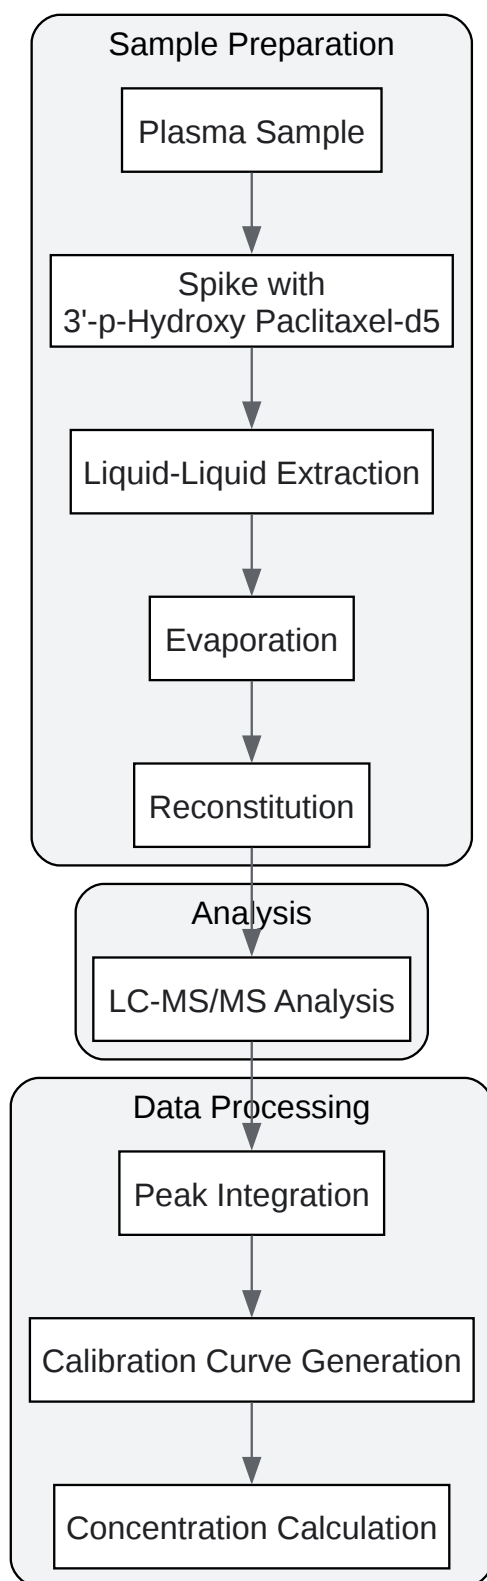 Sample Preparation
Plasma Sample
Spike with
3'-p-Hydroxy Paclitaxel-d5
Liquid-Liquid Extraction
Evaporation
Reconstitution
Analysis
LC-MS/MS Analysis
Data Processing
Peak Integration
Calibration Curve Generation
Concentration Calculation